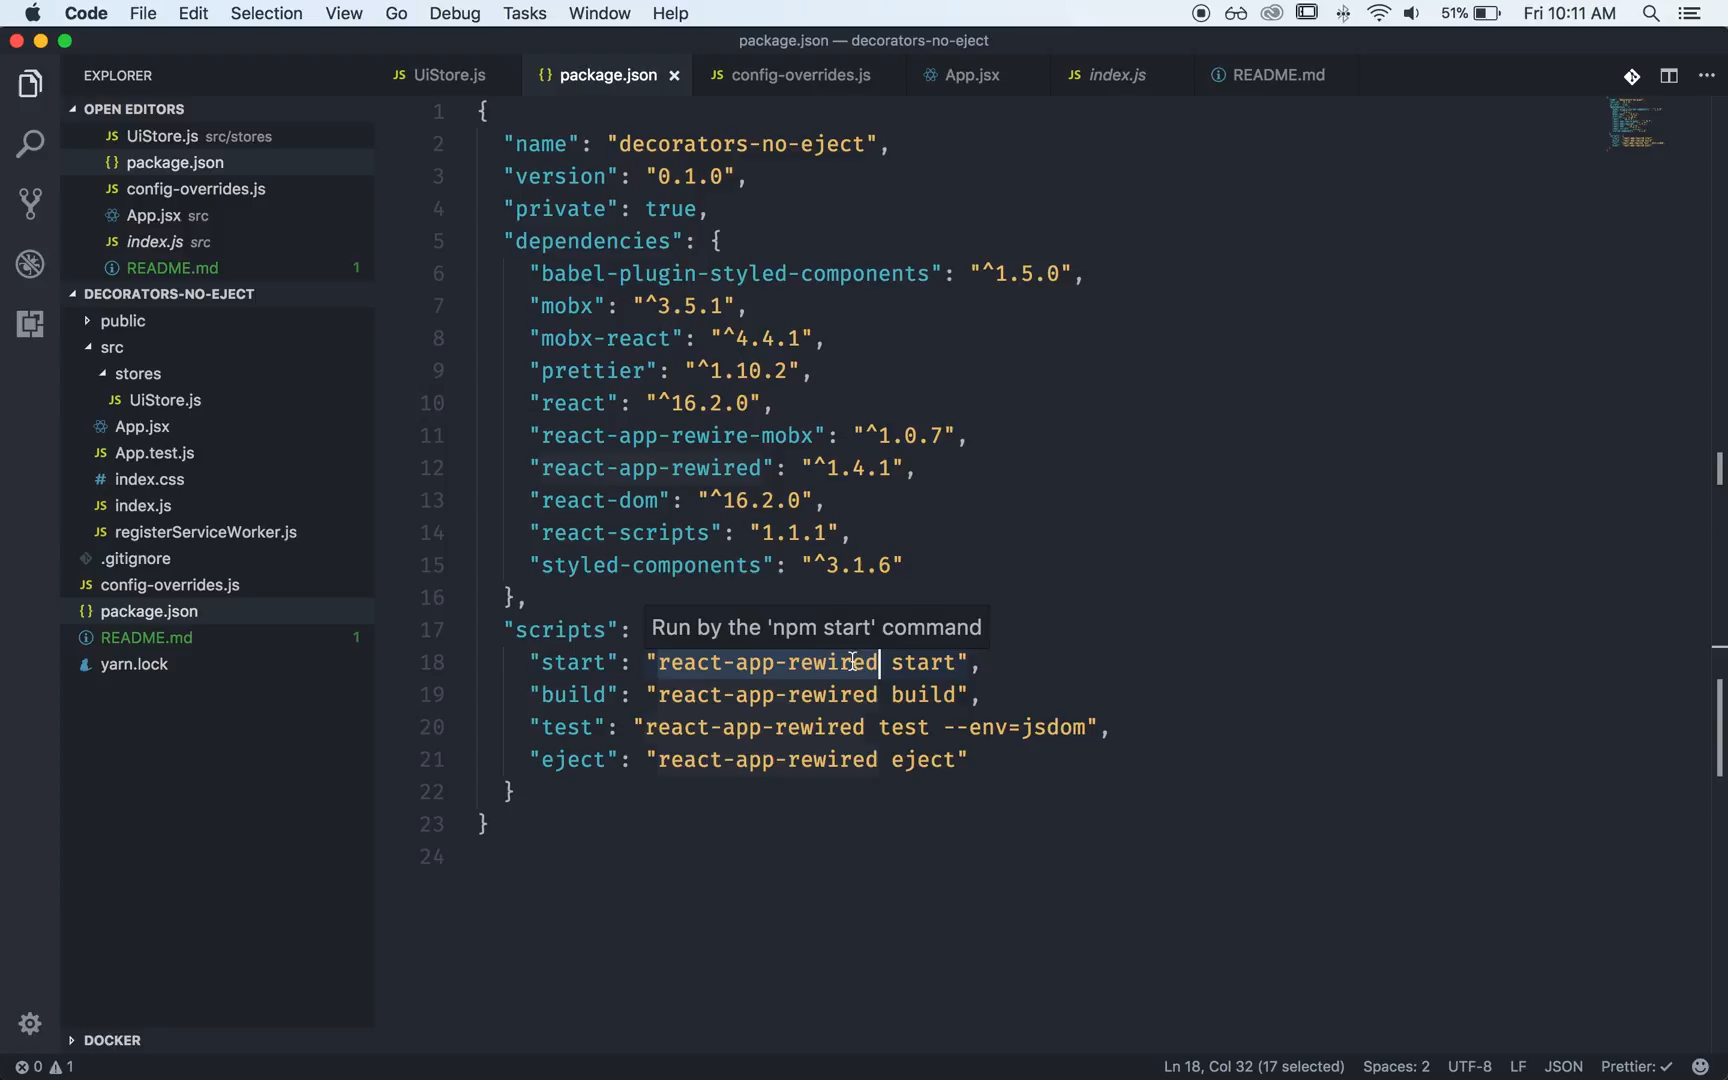 Code File Edit Selection View Go Debug Tasks Window Help 51% Fri 10:11 AM
package.json — decorators-no-eject
EXPLORER
JS UiStore.js { } package.json × JS config-overrides.js App.jsx JS index.js README.md
OPEN EDITORS
JS UiStore.js src/stores
{ } package.json
JS config-overrides.js
App.jsx src
JS index.js src
README.md 1
DECORATORS-NO-EJECT
public
src
stores
JS UiStore.js
App.jsx
JS App.test.js
# index.css
JS index.js
JS registerServiceWorker.js
.gitignore
JS config-overrides.js
{ } package.json
README.md 1
yarn.lock
DOCKER
1 {
2 "name": "decorators-no-eject",
3 "version": "0.1.0",
4 "private": true,
5 "dependencies": {
6 "babel-plugin-styled-components": "^1.5.0",
7 "mobx": "^3.5.1",
8 "mobx-react": "^4.4.1",
9 "prettier": "^1.10.2",
10 "react": "^16.2.0",
11 "react-app-rewire-mobx": "^1.0.7",
12 "react-app-rewired": "^1.4.1",
13 "react-dom": "^16.2.0",
14 "react-scripts": "1.1.1",
15 "styled-components": "^3.1.6"
16 },
17 "scripts":
Run by the 'npm start' command
18 "start": "react-app-rewired start",
19 "build": "react-app-rewired build",
20 "test": "react-app-rewired test --env=jsdom",
21 "eject": "react-app-rewired eject"
22 }
23 }
24
0 1 Ln 18, Col 32 (17 selected) Spaces: 2 UTF-8 LF JSON Prettier: ✓